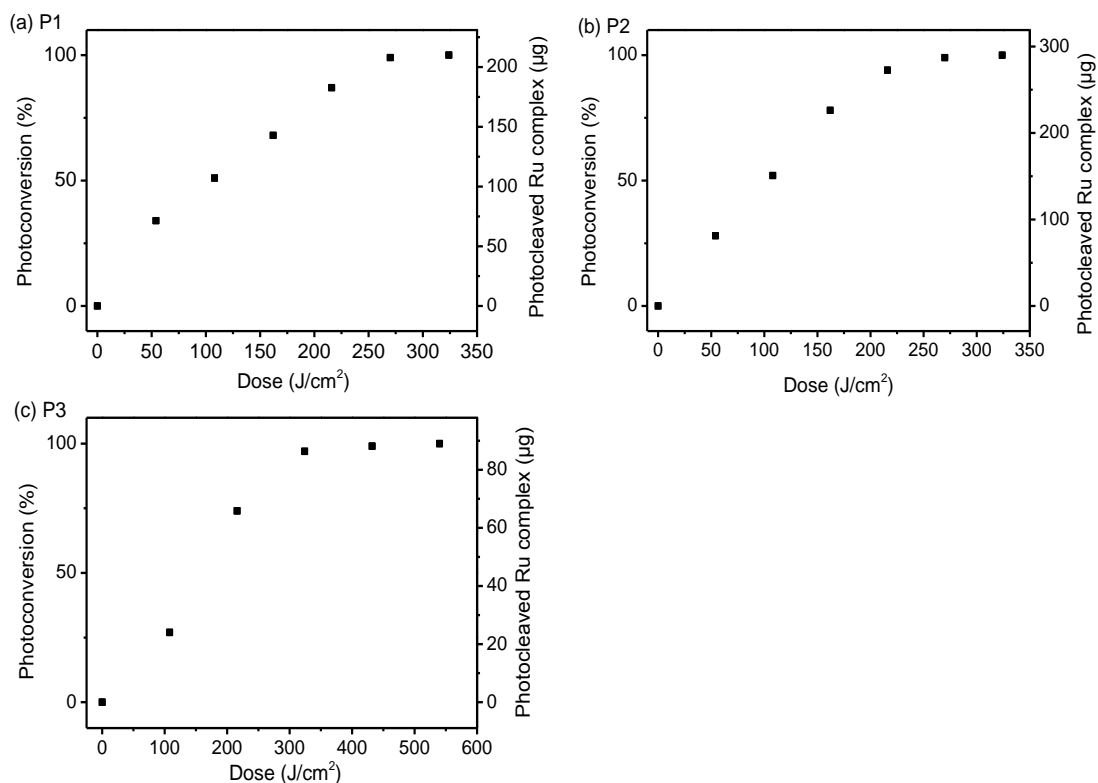 (a) P1
100
50
0
Photoconversion (%)
200
150
100
50
0
Photocleaved Ru complex (µg)
0 50 100 150 200 250 300 350
Dose (J/cm²)
(b) P2
100
50
0
Photoconversion (%)
300
200
100
0
Photocleaved Ru complex (µg)
0 50 100 150 200 250 300 350
Dose (J/cm²)
(c) P3
100
50
0
Photoconversion (%)
80
60
40
20
0
Photocleaved Ru complex (µg)
0 100 200 300 400 500 600
Dose (J/cm²)